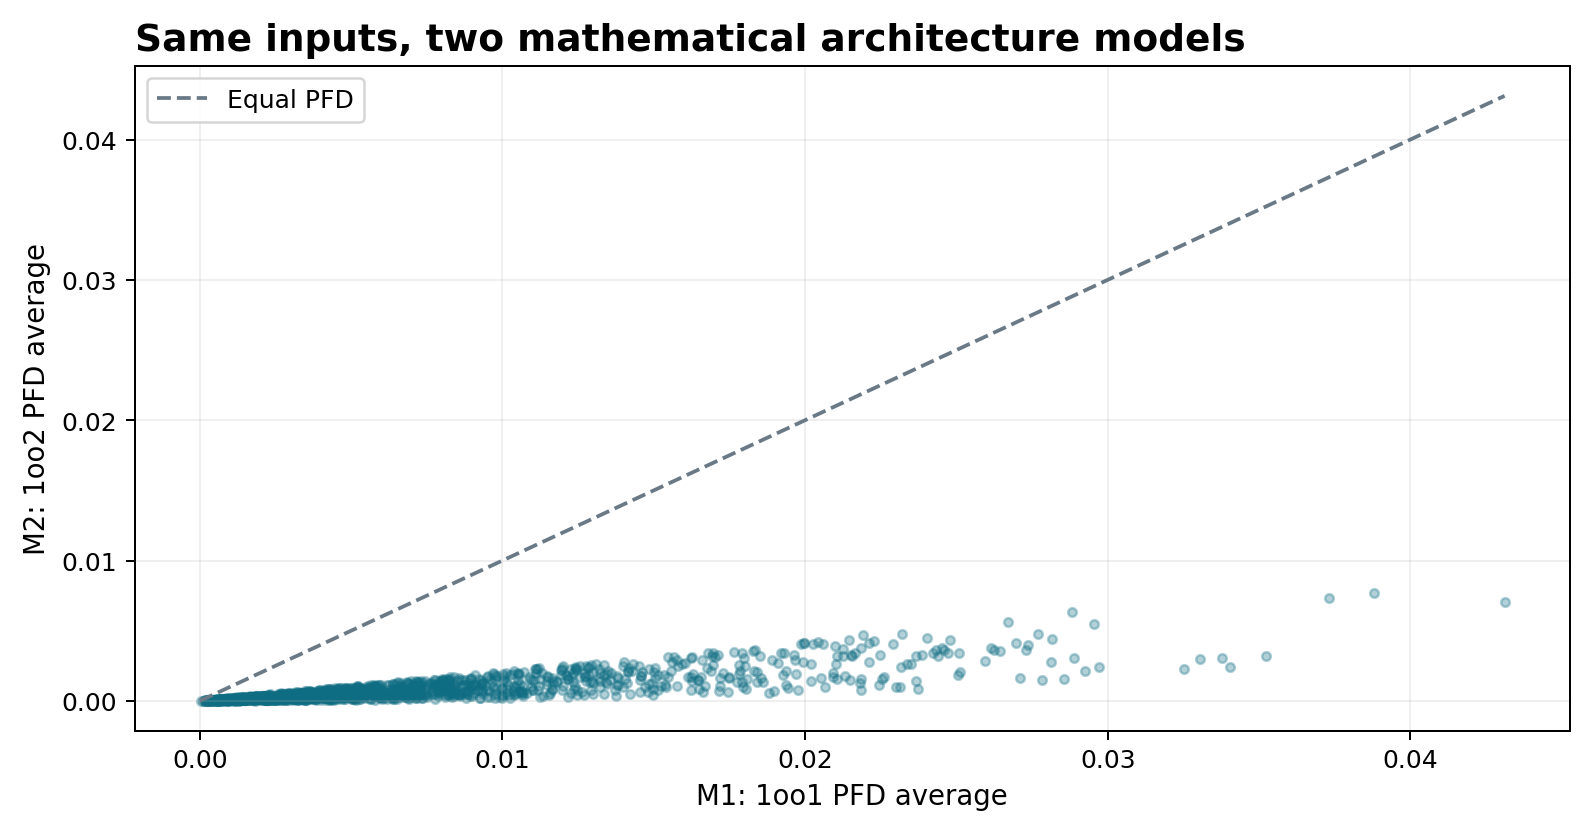 Same inputs, two mathematical architecture models
Equal PFD
M2: 1oo2 PFD average
0.04
0.03
0.02
0.01
0.00
0.00 0.01 0.02 0.03 0.04
M1: 1oo1 PFD average